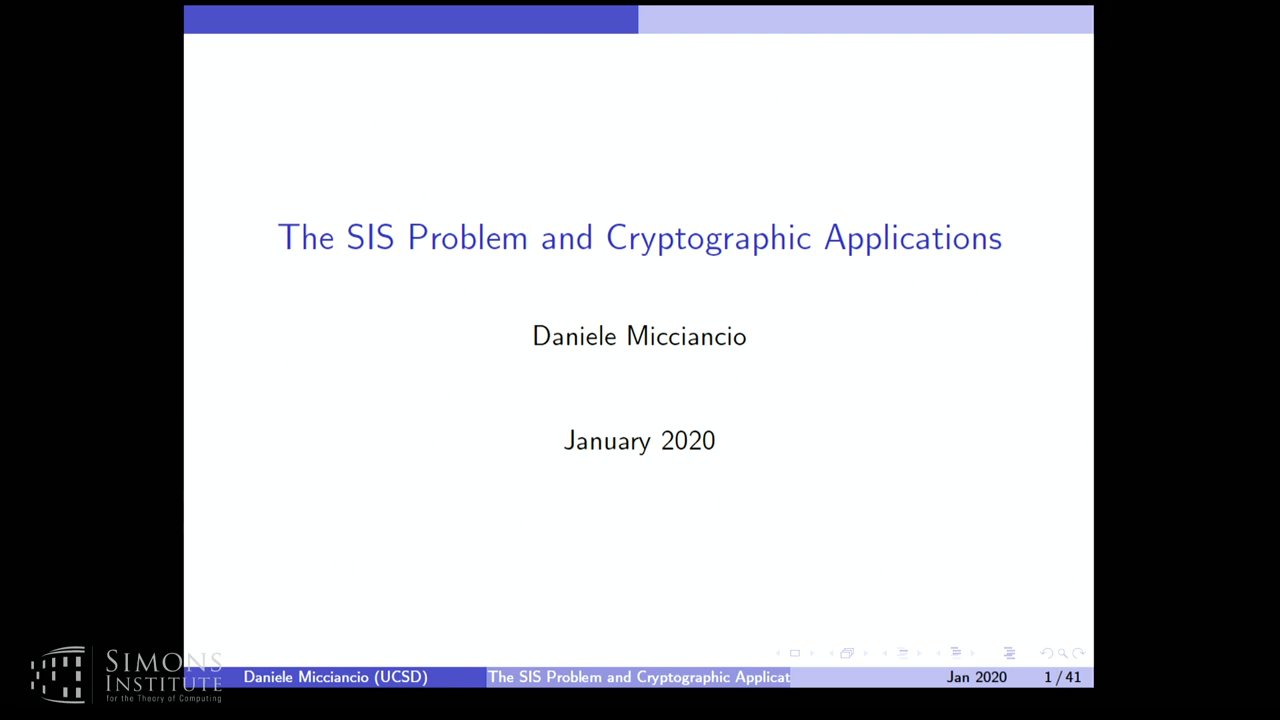 The SIS Problem and Cryptographic Applications
Daniele Micciancio
January 2020
SIMONS
INSTITUTE
for the Theory of Computing
Daniele Micciancio (UCSD)
The SIS Problem and Cryptographic Applicat
Jan 2020
1 / 41